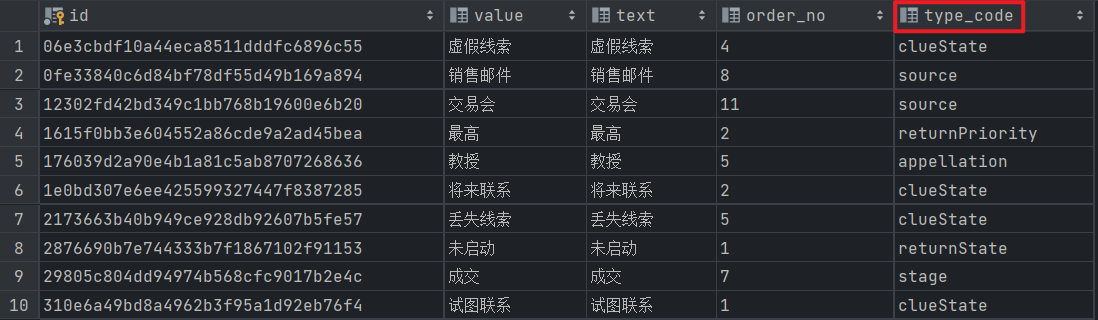 id value text order_no type_code
1 06e3cbdf10a44eca8511dddfc6896c55 虚假线索 虚假线索 4 clueState
2 0fe33840c6d84bf78df55d49b169a894 销售邮件 销售邮件 8 source
3 12302fd42bd349c1bb768b19600e6b20 交易会 交易会 11 source
4 1615f0bb3e604552a86cde9a2ad45bea 最高 最高 2 returnPriority
5 176039d2a90e4b1a81c5ab8707268636 教授 教授 5 appellation
6 1e0bd307e6ee425599327447f8387285 将来联系 将来联系 2 clueState
7 2173663b40b949ce928db92607b5fe57 丢失线索 丢失线索 5 clueState
8 2876690b7e744333b7f1867102f91153 未启动 未启动 1 returnState
9 29805c804dd94974b568cfc9017b2e4c 成交 成交 7 stage
10 310e6a49bd8a4962b3f95a1d92eb76f4 试图联系 试图联系 1 clueState